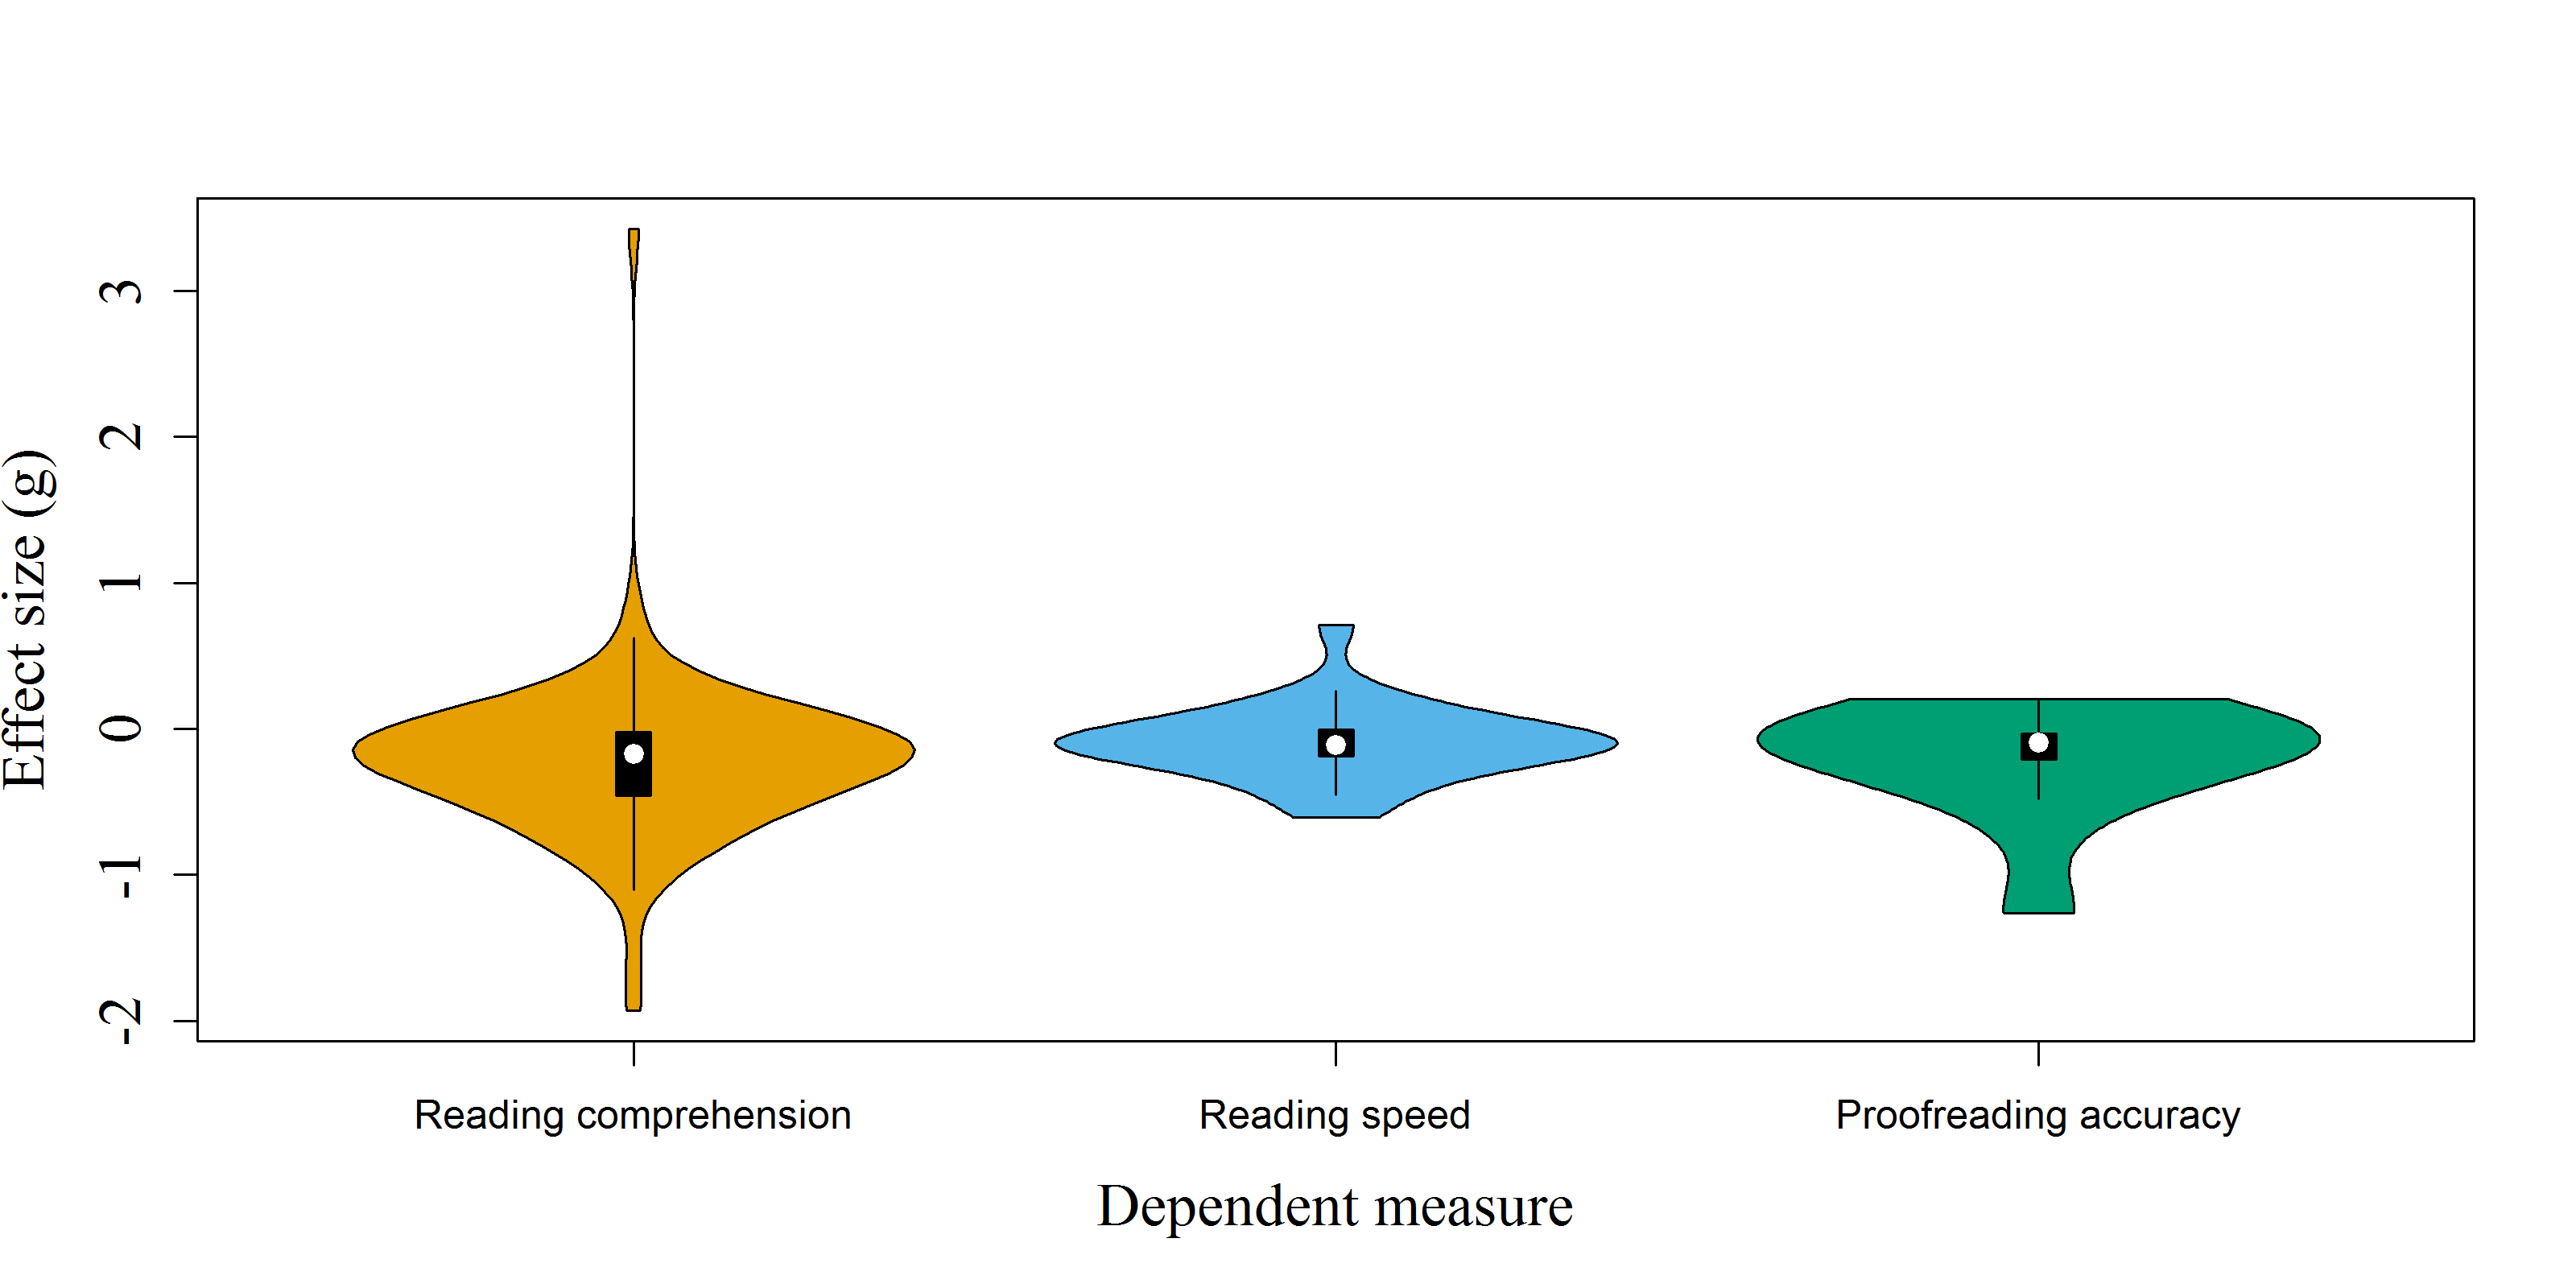 Effect size (g)
3
2
1
0
-1
-2
Reading comprehension
Reading speed
Proofreading accuracy
Dependent measure